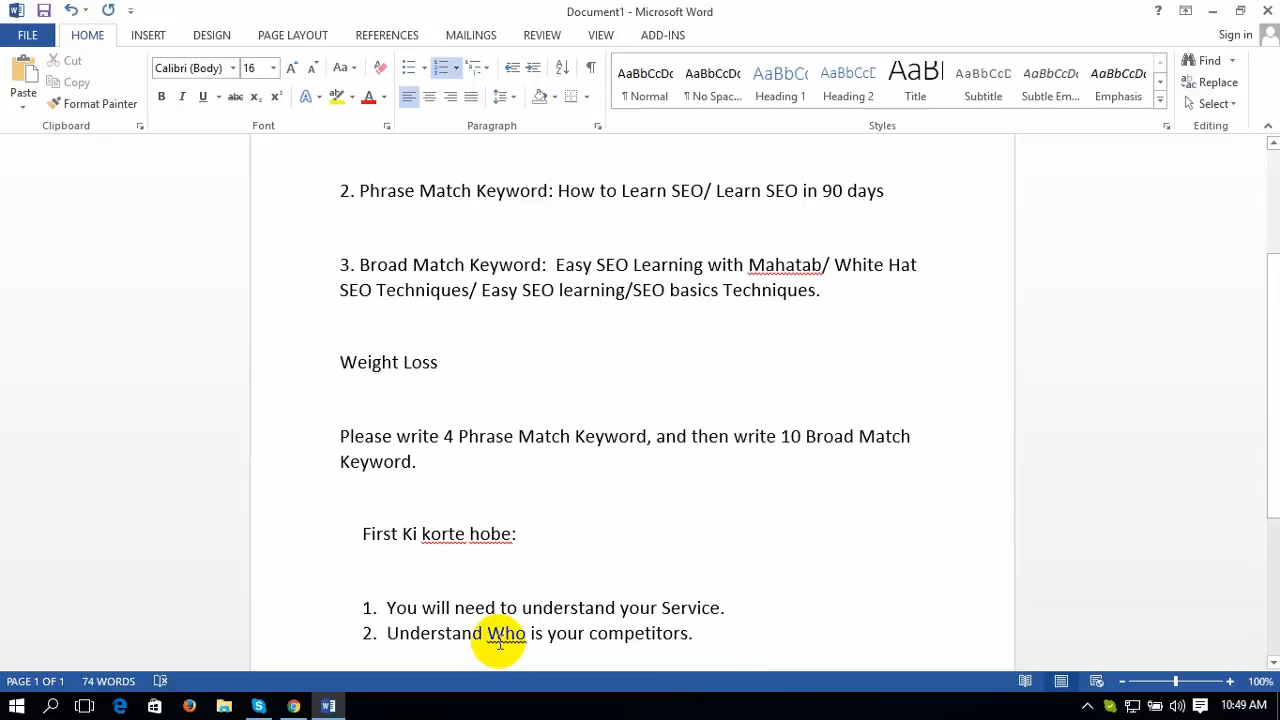 Document1 - Microsoft Word
FILE HOME INSERT DESIGN PAGE LAYOUT REFERENCES MAILINGS REVIEW VIEW ADD-INS Sign in
Paste Cut Copy Format Painter
Calibri (Body) 16
AaBbCcDc AaBbCcDc AaBbCc AaBbCcD AaBl AaBbCcD AaBbCcDc AaBbCcDc
¶ Normal ¶ No Spac... Heading 1 Heading 2 Title Subtitle Subtle Em... Emphasis
Find Replace Select
Clipboard Font Paragraph Styles Editing
2. Phrase Match Keyword: How to Learn SEO/ Learn SEO in 90 days
3. Broad Match Keyword: Easy SEO Learning with Mahatab/ White Hat
SEO Techniques/ Easy SEO learning/SEO basics Techniques.
Weight Loss
Please write 4 Phrase Match Keyword, and then write 10 Broad Match
Keyword.
First Ki korte hobe:
1. You will need to understand your Service.
2. Understand Who is your competitors.
PAGE 1 OF 1 74 WORDS 100%
10:49 AM